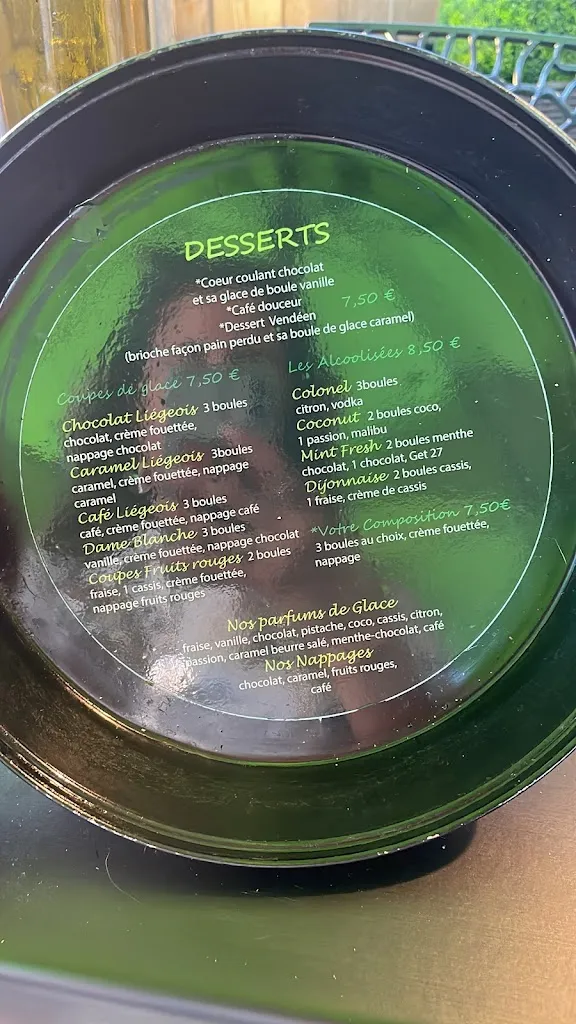 DESSERTS
*Coeur coulant chocolat
et sa glace de boule vanille
*Café douceur
7,50 €
*Dessert Vendéen
(brioche façon pain perdu et sa boule de glace caramel)
Coupes de glace 7,50 €
Chocolat Liégeois 3 boules
chocolat, crème fouettée,
nappage chocolat
Caramel Liégeois 3boules
caramel, crème fouettée, nappage
caramel
Café Liégeois 3 boules
café, crème fouettée, nappage café
Dame Blanche 3 boules
vanille, crème fouettée, nappage chocolat
Coupes Fruits rouges 2 boules
fraise, 1 cassis, crème fouettée,
nappage fruits rouges
Les Alcoolisées 8,50 €
Colonel 3boules
citron, vodka
Coconut 2 boules coco,
1 passion, malibu
Mint Fresh 2 boules menthe
chocolat, 1 chocolat, Get 27
Dijonnaise 2 boules cassis,
1 fraise, crème de cassis
*Votre Composition 7,50€
3 boules au choix, crème fouettée,
nappage
Nos parfums de Glace
fraise, vanille, chocolat, pistache, coco, cassis, citron,
passion, caramel beurre salé, menthe-chocolat, café
Nos Nappages
chocolat, caramel, fruits rouges,
café